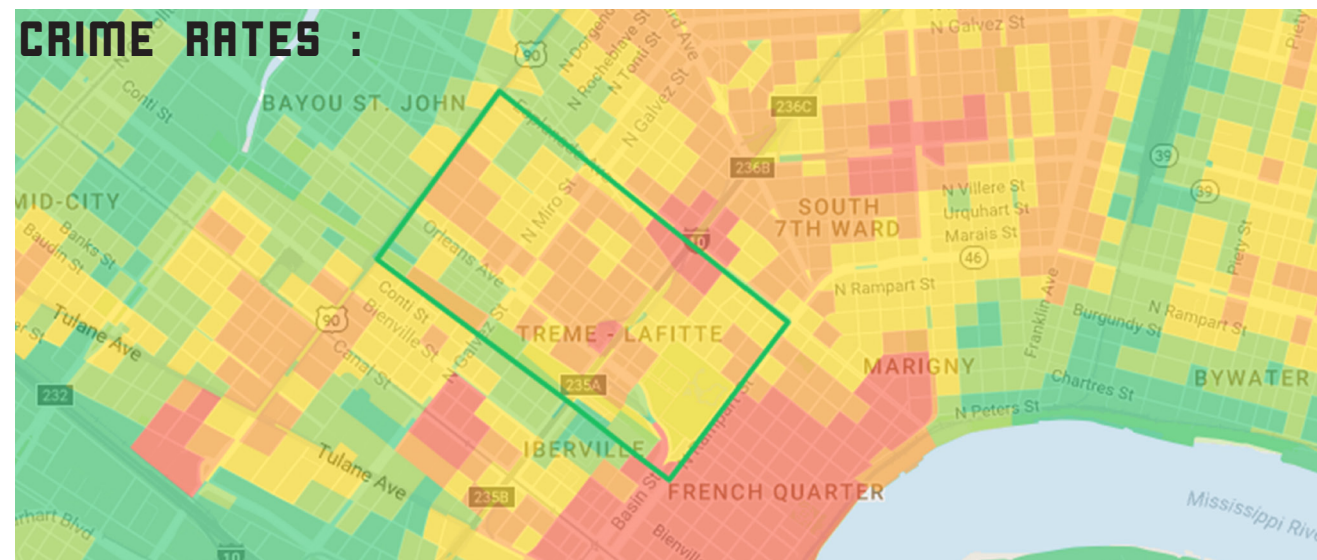 CRIME RATES :
90
N Rocheblave St
N Tonti St
N Galvez St
N Galvez St
Conti St
BAYOU ST. JOHN
236C
236B
39
39
MID-CITY
Banks St
Baudin St
Orleans Ave
N Miro St
10
SOUTH
7TH WARD
N Villere St
Urquhart St
Marais St
46
Piety St
N Rampart St
Franklin Ave
Burgundy St
N Rampart St
Conti St
Bienville St
90
Canal St
N Galvez St
Tulane Ave
TREME - LAFITTE
235A
MARIGNY
BYWATER
Chartres St
N Peters St
232
IBERVILLE
N Rampart St
Tulane Ave
235B
Basin St
FRENCH QUARTER
Mississippi Riv
Bienvill
erhart Blvd
10